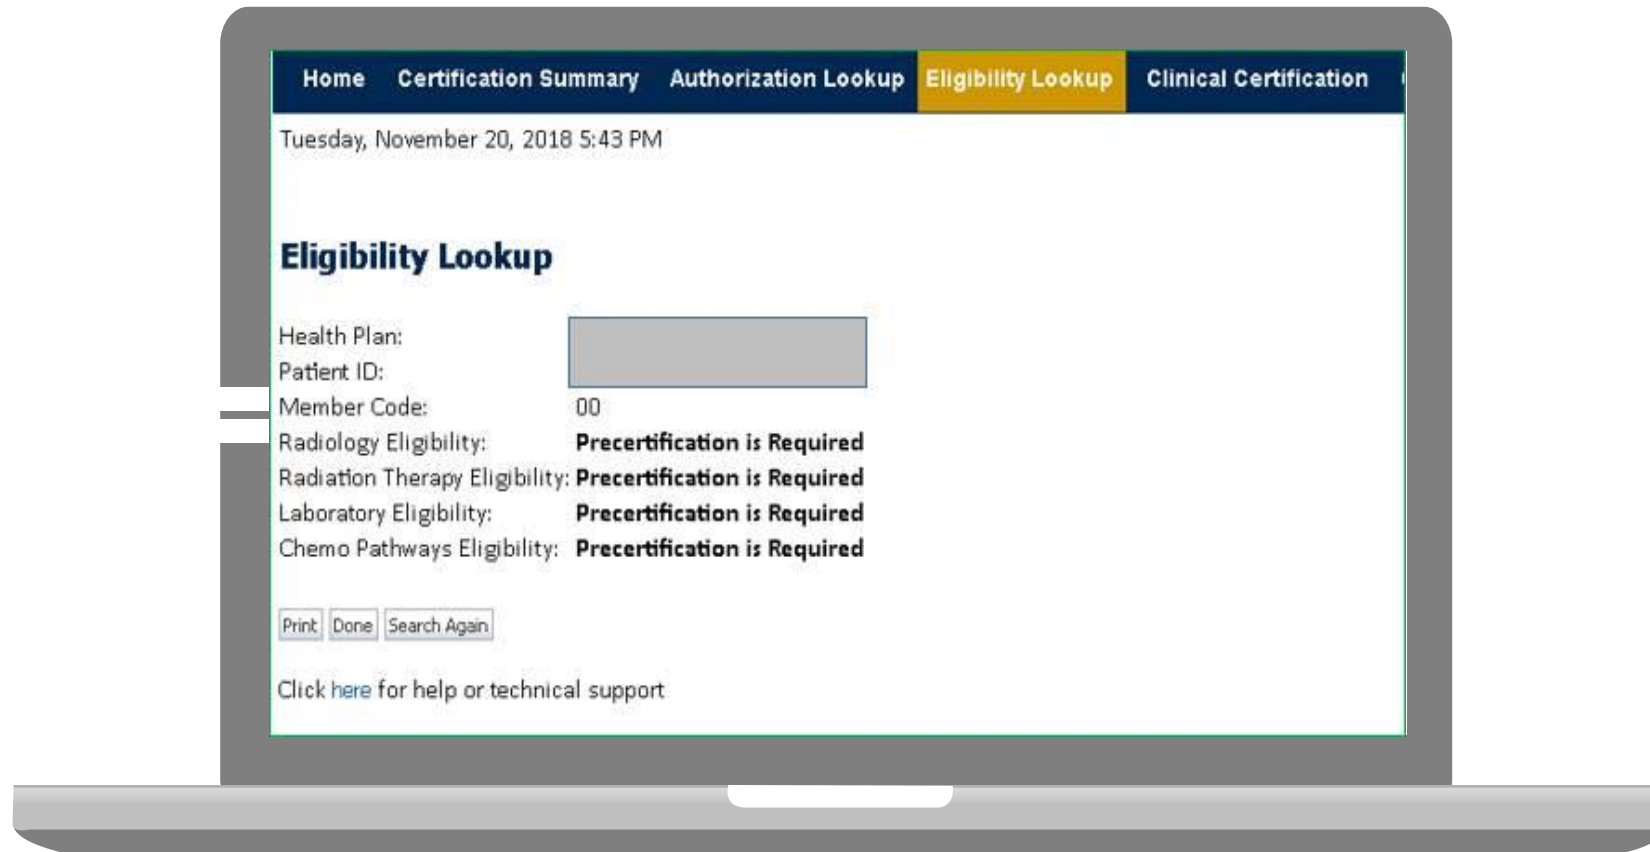 Home Certification Summary Authorization Lookup Eligibility Lookup Clinical Certification
Tuesday, November 20, 2018 5:43 PM
Eligibility Lookup
Health Plan:
Patient ID:
Member Code: 00
Radiology Eligibility: Precertification is Required
Radiation Therapy Eligibility: Precertification is Required
Laboratory Eligibility: Precertification is Required
Chemo Pathways Eligibility: Precertification is Required
Print Done Search Again
Click here for help or technical support